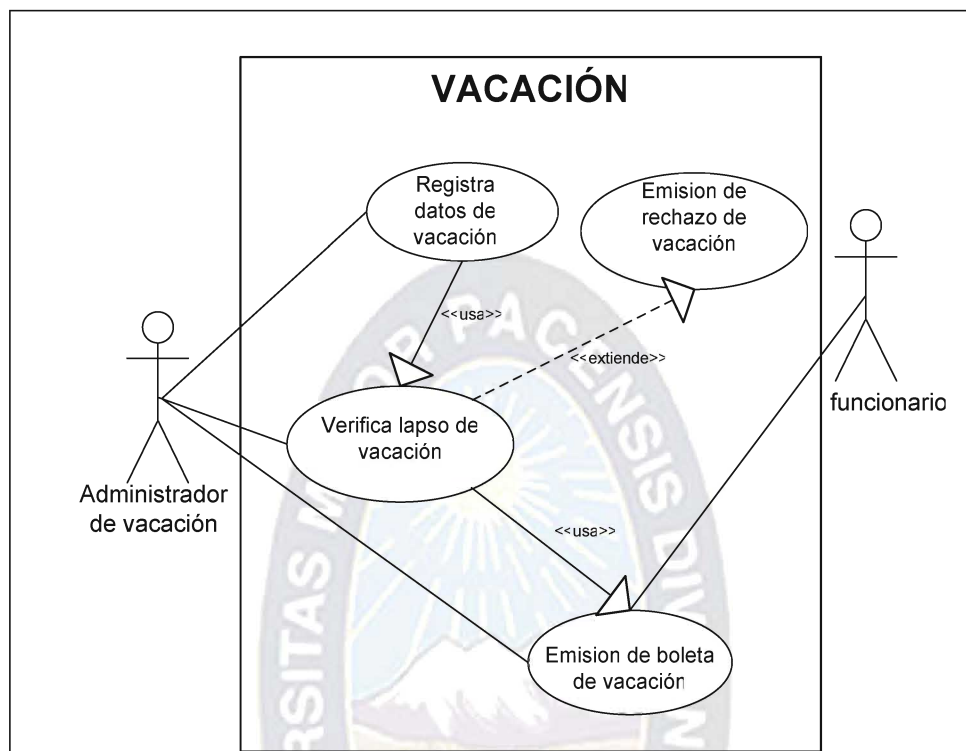 VACACIÓN
Registra
datos de
vacación
Emision de
rechazo de
vacación
<<usa>>
<<extiende>>
funcionario
Verifica lapso de
vacación
Administrador
de vacación
<<usa>>
Emision de boleta
de vacación